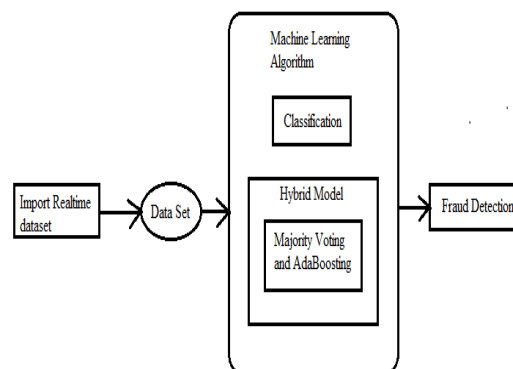 Machine Learning
Algorithm
Classification
Import Realtime
dataset
Data Set
Hybrid Model
Majority Voting
and AdaBoosting
Fraud Detection